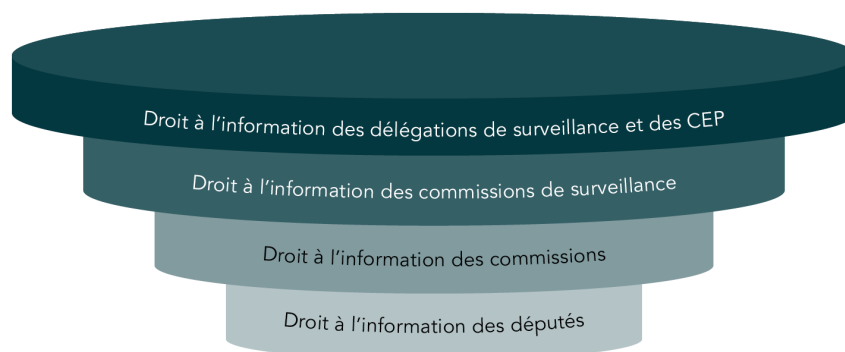 Droit à l’information des délégations de surveillance et des CEP
Droit à l’information des commissions de surveillance
Droit à l’information des commissions
Droit à l’information des députés